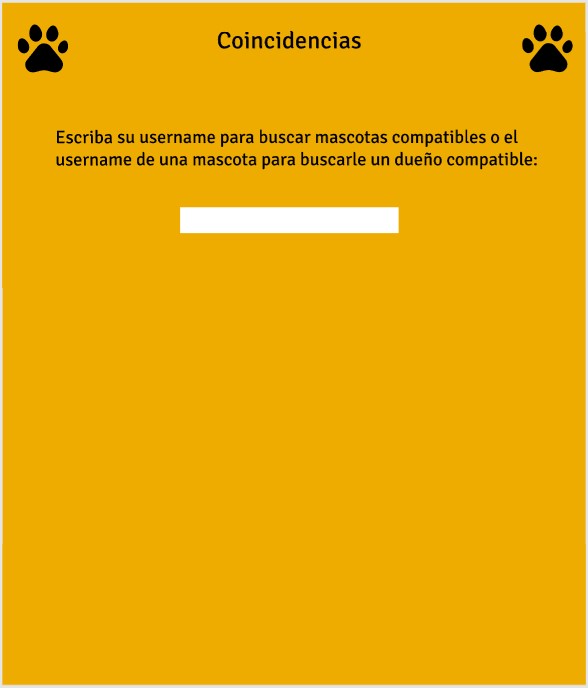 Coincidencias
Escriba su username para buscar mascotas compatibles o el
username de una mascota para buscarle un dueño compatible: